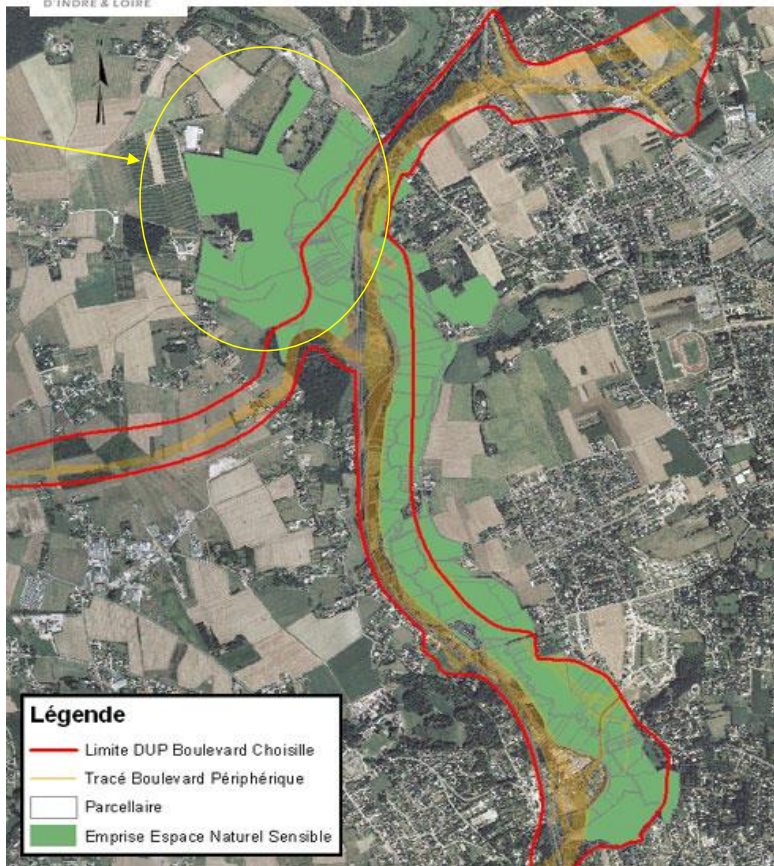 D'INDRE & LOIRE
Légende
Limite DUP Boulevard Choisille
Tracé Boulevard Périphérique
Parcellaire
Emprise Espace Naturel Sensible